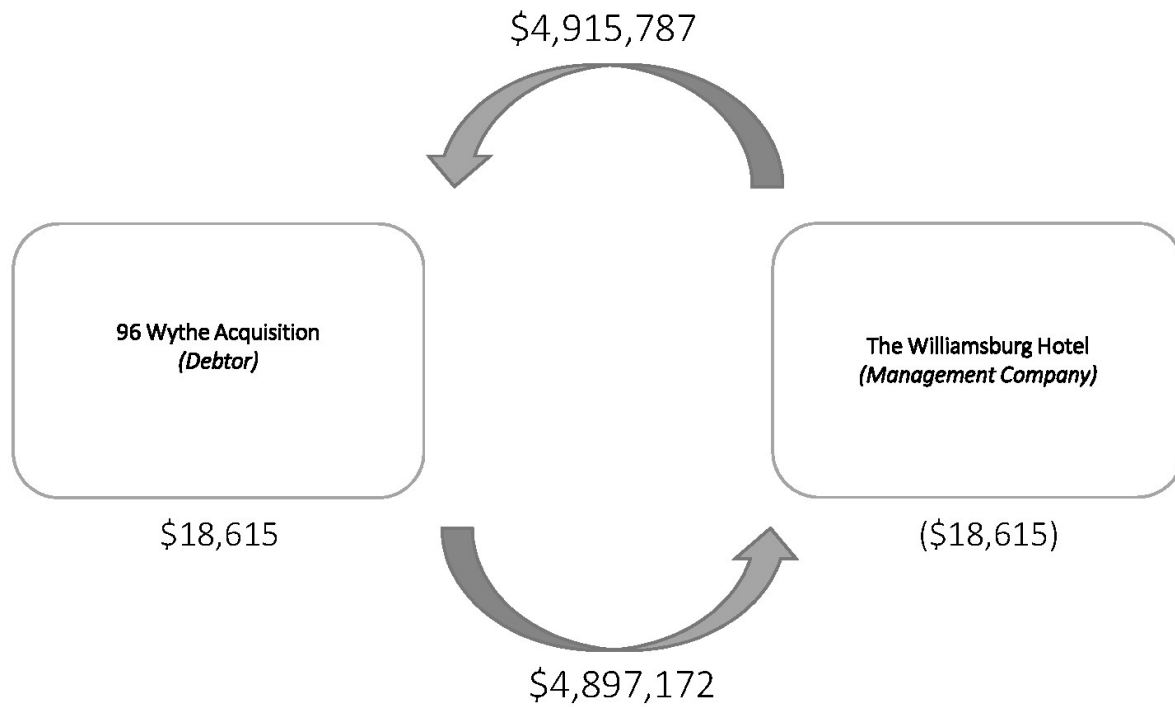 $4,915,787
96 Wythe Acquisition
(Debtor)
The Williamsburg Hotel
(Management Company)
$18,615
($18,615)
$4,897,172